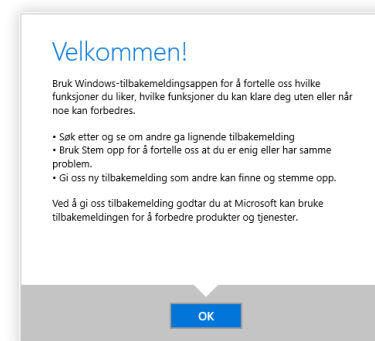 Velkommen!
Bruk Windows-tilbakemeldingsappen for å fortelle oss hvilke
funksjoner du liker, hvilke funksjoner du kan klare deg uten eller når
noe kan forbedres.
• Søk etter og se om andre ga lignende tilbakemelding
• Bruk Stem opp for å fortelle oss at du er enig eller har samme
problem.
• Gi oss ny tilbakemelding som andre kan finne og stemme opp.
Ved å gi oss tilbakemelding godtar du at Microsoft kan bruke
tilbakemeldingen for å forbedre produkter og tjenester.
OK